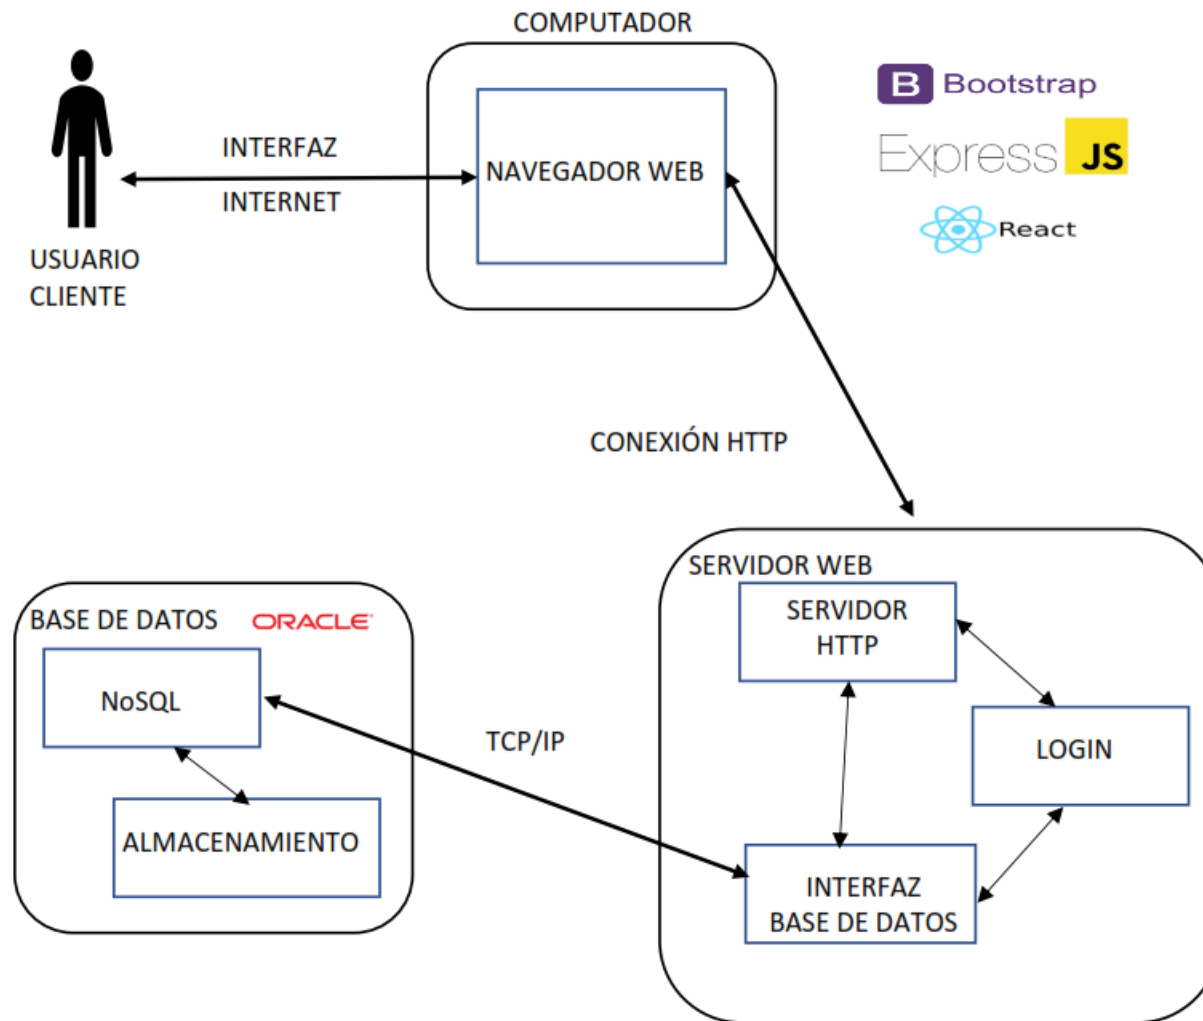 COMPUTADOR
B Bootstrap
INTERFAZ
NAVEGADOR WEB
Express JS
INTERNET
React
USUARIO
CLIENTE
CONEXIÓN HTTP
SERVIDOR WEB
SERVIDOR
HTTP
BASE DE DATOS ORACLE
NoSQL
TCP/IP
LOGIN
ALMACENAMIENTO
INTERFAZ
BASE DE DATOS